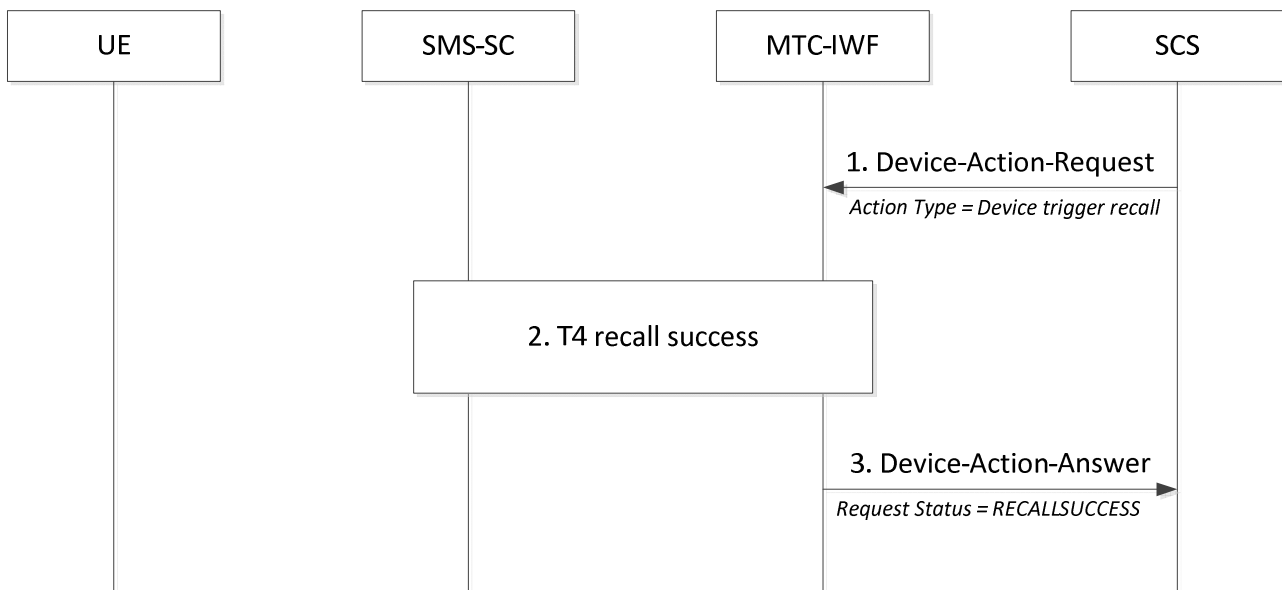 UE
SMS-SC
MTC-IWF
SCS
1. Device-Action-Request
Action Type = Device trigger recall
2. T4 recall success
3. Device-Action-Answer
Request Status = RECALLSUCCESS